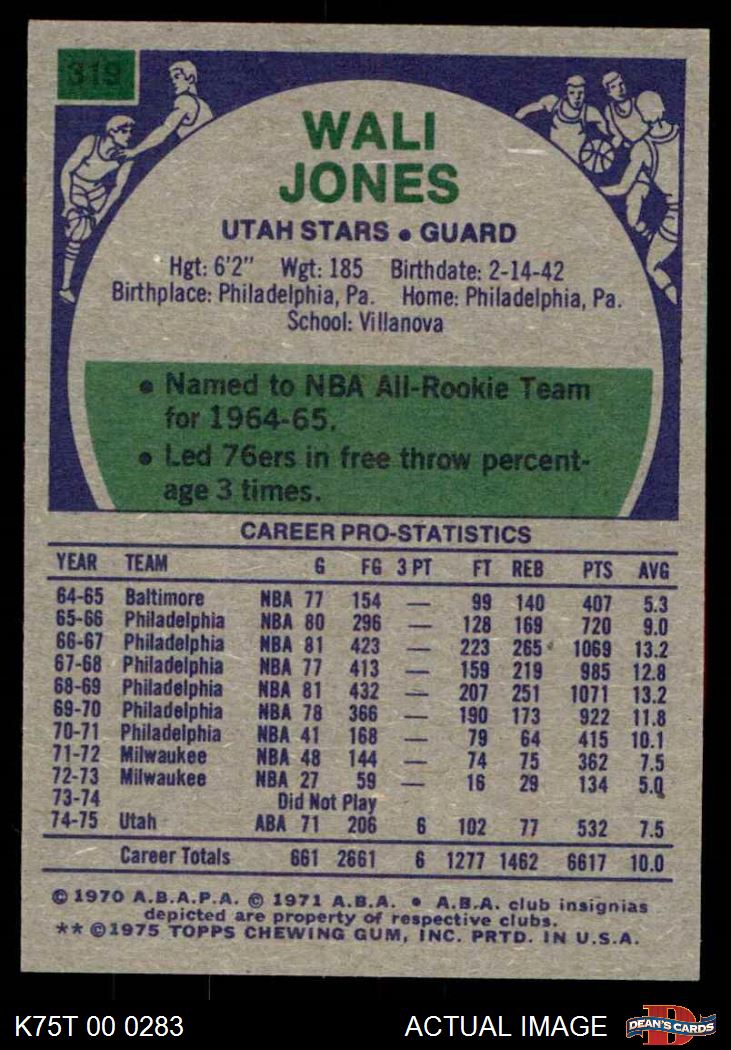 319
WALI
JONES
UTAH STARS • GUARD
Hgt: 6'2" Wgt: 185 Birthdate: 2-14-42
Birthplace: Philadelphia, Pa. Home: Philadelphia, Pa.
School: Villanova
• Named to NBA All-Rookie Team
for 1964-65.
• Led 76ers in free throw percent-
age 3 times.
CAREER PRO-STATISTICS
YEAR TEAM G FG 3 PT FT REB PTS AVG
64-65 Baltimore NBA 77 154 — 99 140 407 5.3
65-66 Philadelphia NBA 80 296 — 128 169 720 9.0
66-67 Philadelphia NBA 81 423 — 223 265 1069 13.2
67-68 Philadelphia NBA 77 413 — 159 219 985 12.8
68-69 Philadelphia NBA 81 432 — 207 251 1071 13.2
69-70 Philadelphia NBA 78 366 — 190 173 922 11.8
70-71 Philadelphia NBA 41 168 — 79 64 415 10.1
71-72 Milwaukee NBA 48 144 — 74 75 362 7.5
72-73 Milwaukee NBA 27 59 — 16 29 134 5.0
73-74 Did Not Play
74-75 Utah ABA 71 206 6 102 77 532 7.5
Career Totals 661 2661 6 1277 1462 6617 10.0
© 1970 A.B.A.P.A. © 1971 A.B.A. • A.B.A. club insignias
depicted are property of respective clubs.
** ©1975 TOPPS CHEWING GUM, INC. PRTD. IN U.S.A.
K75T 00 0283 ACTUAL IMAGE
D
DEAN'S CARDS